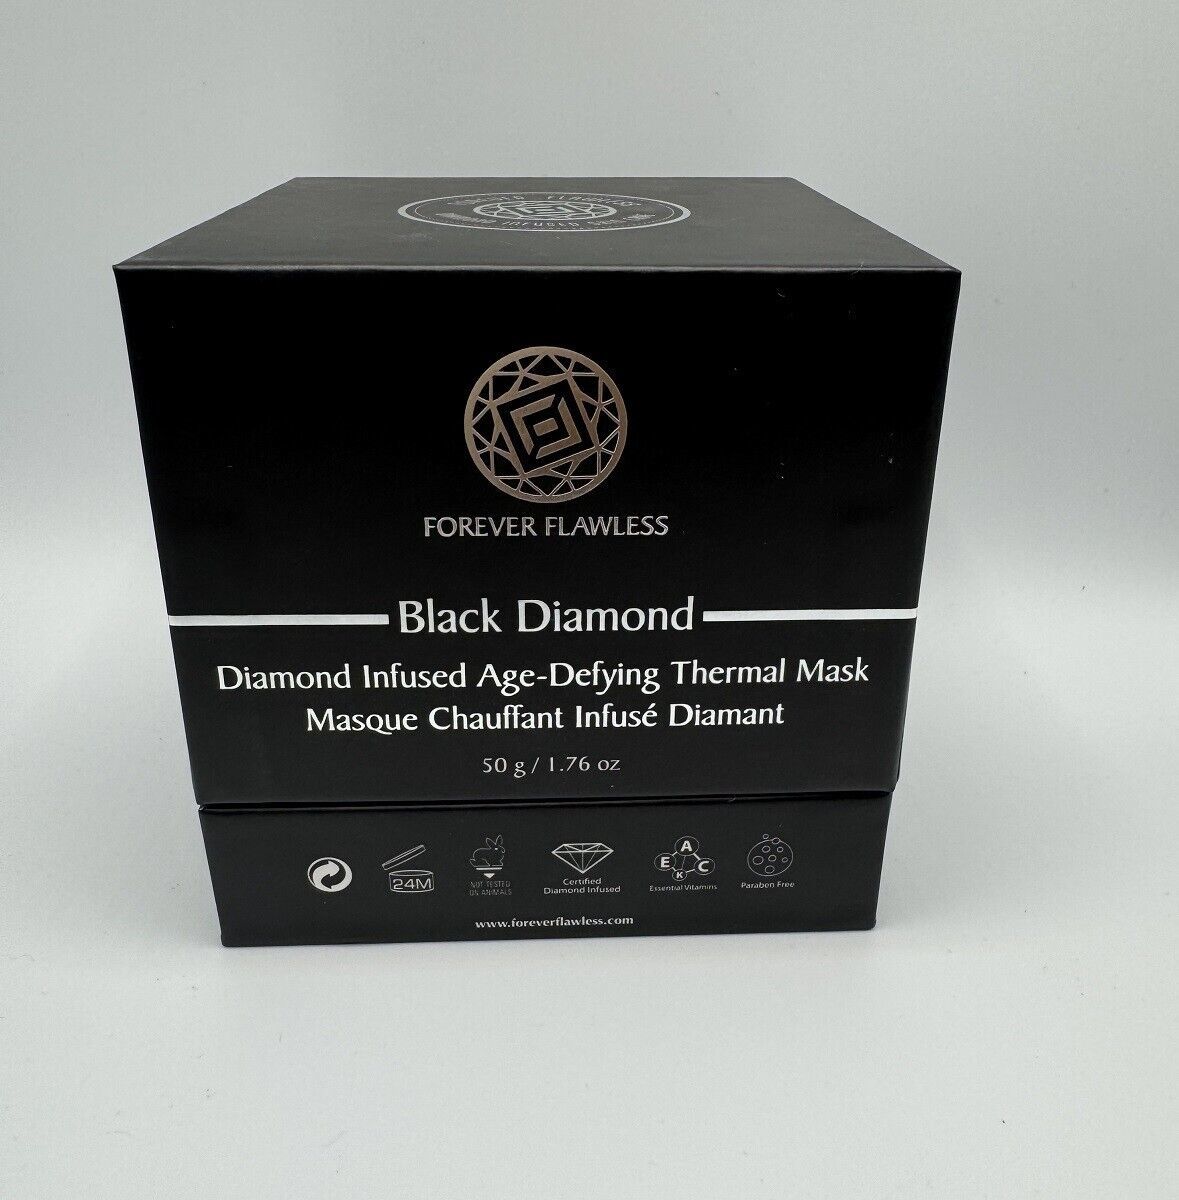 FOREVER FLAWLESS
Black Diamond
Diamond Infused Age-Defying Thermal Mask
Masque Chauffant Infusé Diamant
50 g / 1.76 oz
24M
NOT TESTED
ON ANIMALS
Certified
Diamond Infused
A
E C
K
Essential Vitamins
Paraben Free
www.foreverflawless.com